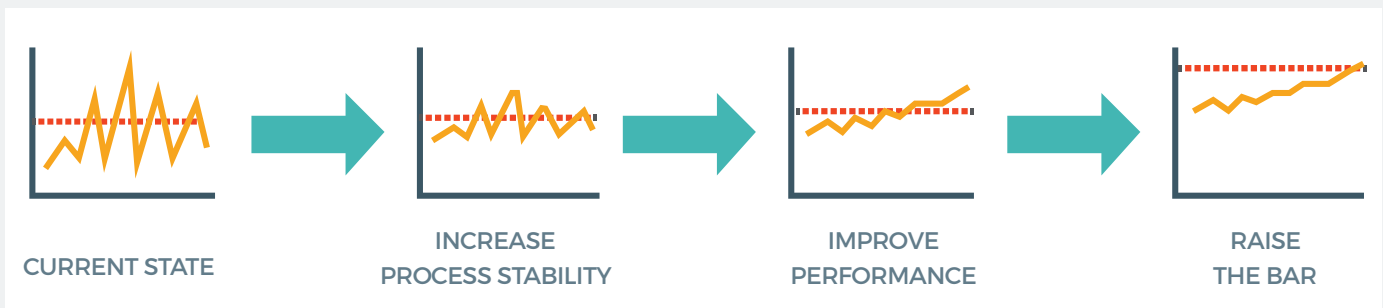 CURRENT STATE
INCREASE
PROCESS STABILITY
IMPROVE
PERFORMANCE
RAISE
THE BAR